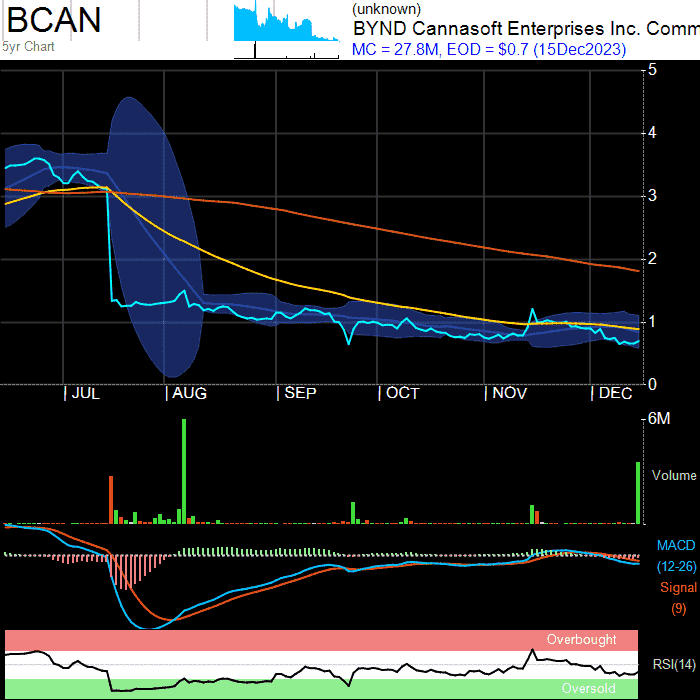 BCAN
5yr Chart
(unknown)
BYND Cannasoft Enterprises Inc. Comm
MC = 27.8M, EOD = $0.7 (15Dec2023)
5
4
3
2
1
0
JUL
AUG
SEP
OCT
NOV
DEC
6M
Volume
MACD
(12-26)
Signal
(9)
Overbought
RSI(14)
Oversold